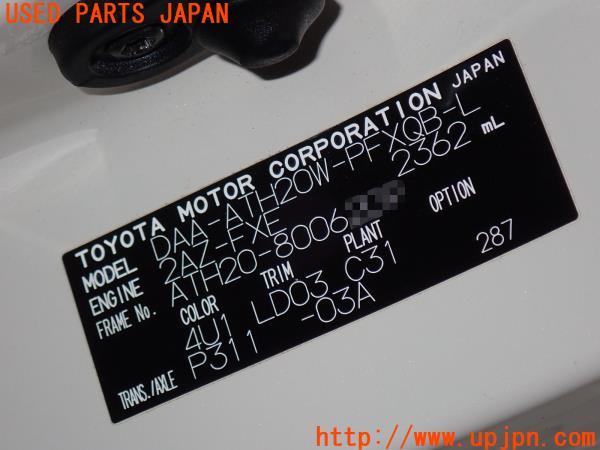 USED PARTS JAPAN
TOYOTA MOTOR CORPORATION JAPAN
MODEL DAA-ATH20W-PFXQB-L
ENGINE 2AZ-FXE 2362 mL
FRAME No. ATH20-8006
COLOR TRIM PLANT OPTION
4U1 LD03 C31 287
TRANS./AXLE P311 -03A
http://www.upjpn.com